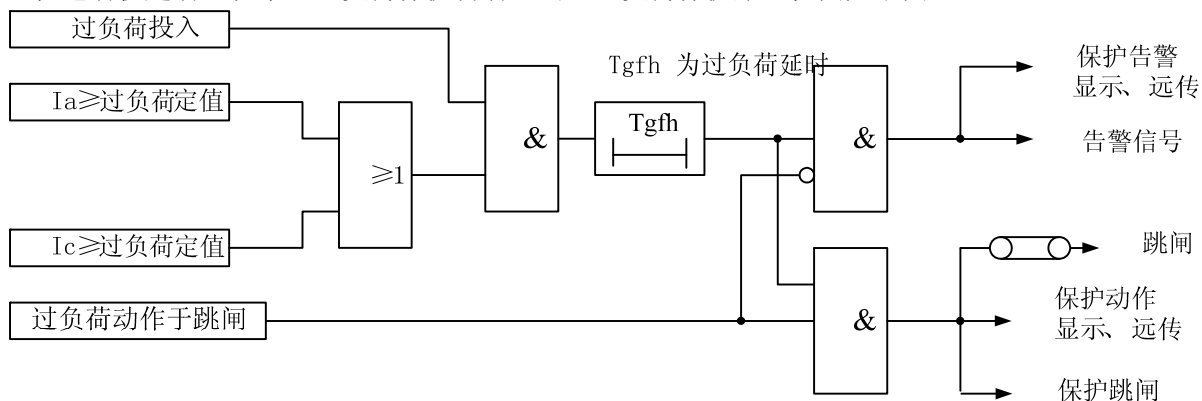 过负荷投入
Tgfh 为过负荷延时
保护告警
显示、远传
Ia≥过负荷定值
Tgfh
&
&
告警信号
≥1
Ic≥过负荷定值
跳闸
过负荷动作于跳闸
&
保护动作
显示、远传
保护跳闸